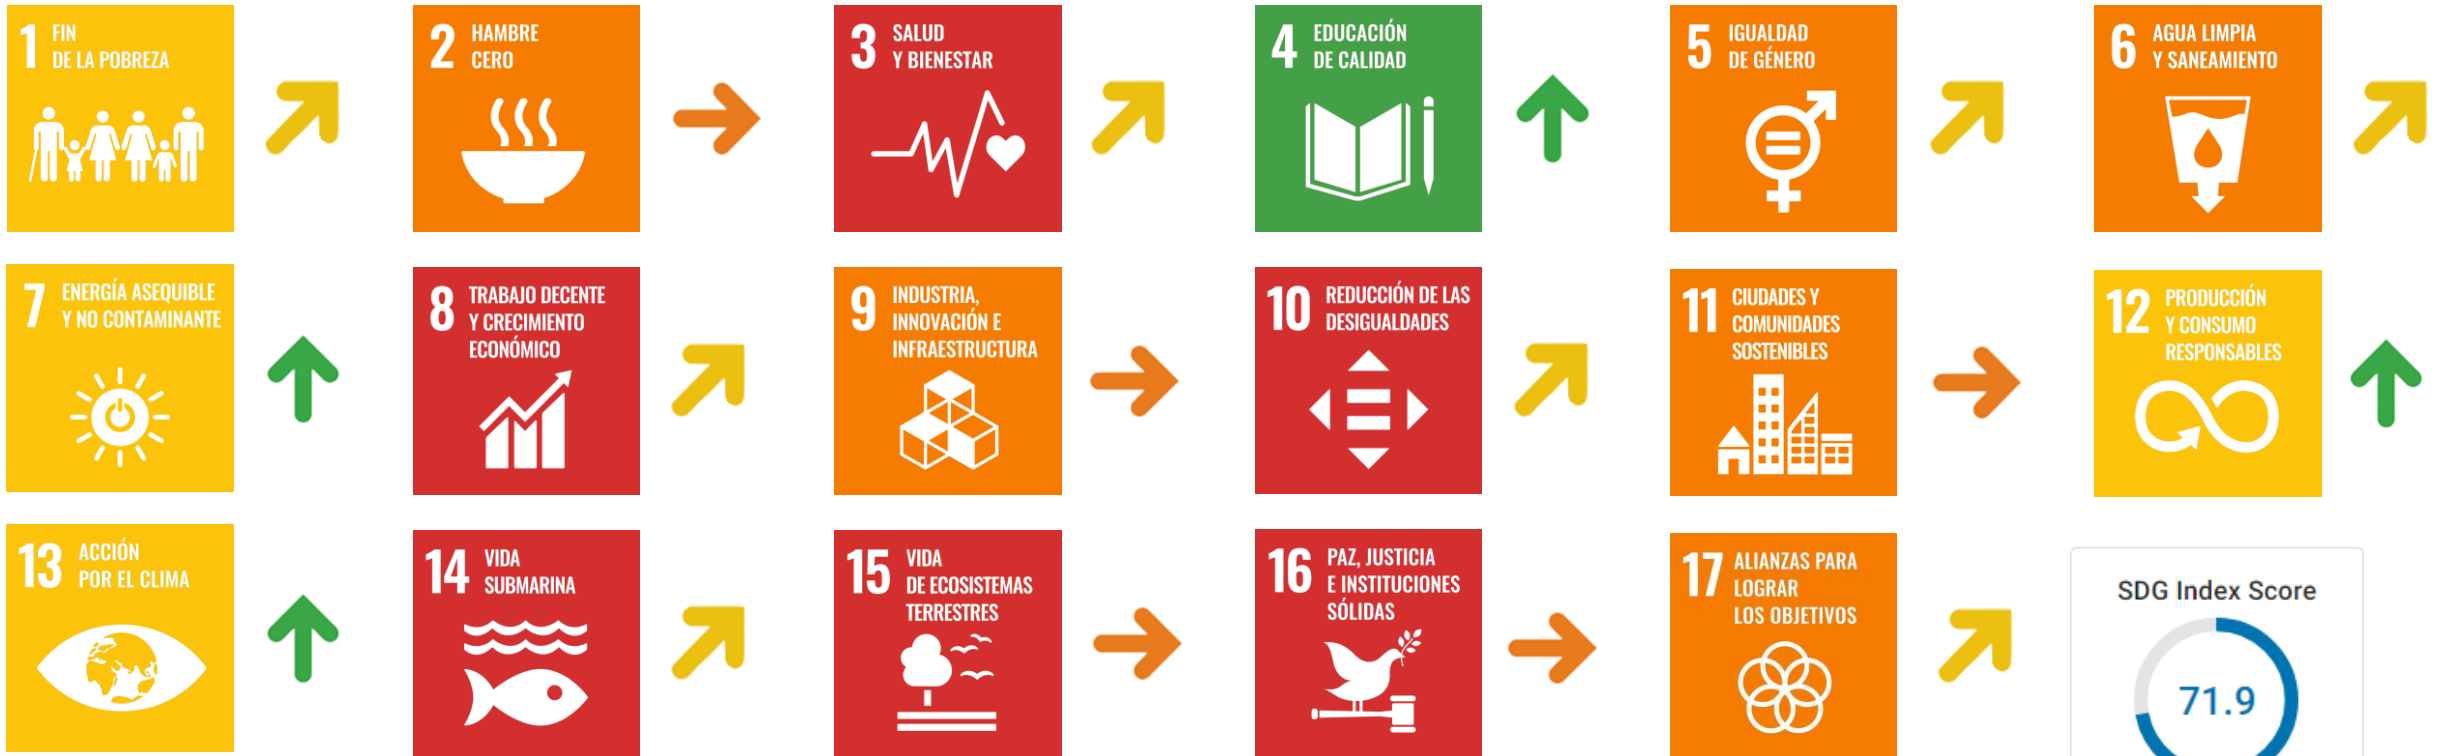 1 FIN
DE LA POBREZA
2 HAMBRE
CERO
3 SALUD
Y BIENESTAR
4 EDUCACIÓN
DE CALIDAD
5 IGUALDAD
DE GÉNERO
6 AGUA LIMPIA
Y SANEAMIENTO
7 ENERGÍA ASEQUIBLE
Y NO CONTAMINANTE
8 TRABAJO DECENTE
Y CRECIMIENTO
ECONÓMICO
9 INDUSTRIA,
INNOVACIÓN E
INFRAESTRUCTURA
10 REDUCCIÓN DE LAS
DESIGUALDADES
11 CIUDADES Y
COMUNIDADES
SOSTENIBLES
12 PRODUCCIÓN
Y CONSUMO
RESPONSABLES
13 ACCIÓN
POR EL CLIMA
14 VIDA
SUBMARINA
15 VIDA
DE ECOSISTEMAS
TERRESTRES
16 PAZ, JUSTICIA
E INSTITUCIONES
SÓLIDAS
17 ALIANZAS PARA
LOGRAR
LOS OBJETIVOS
SDG Index Score
71.9